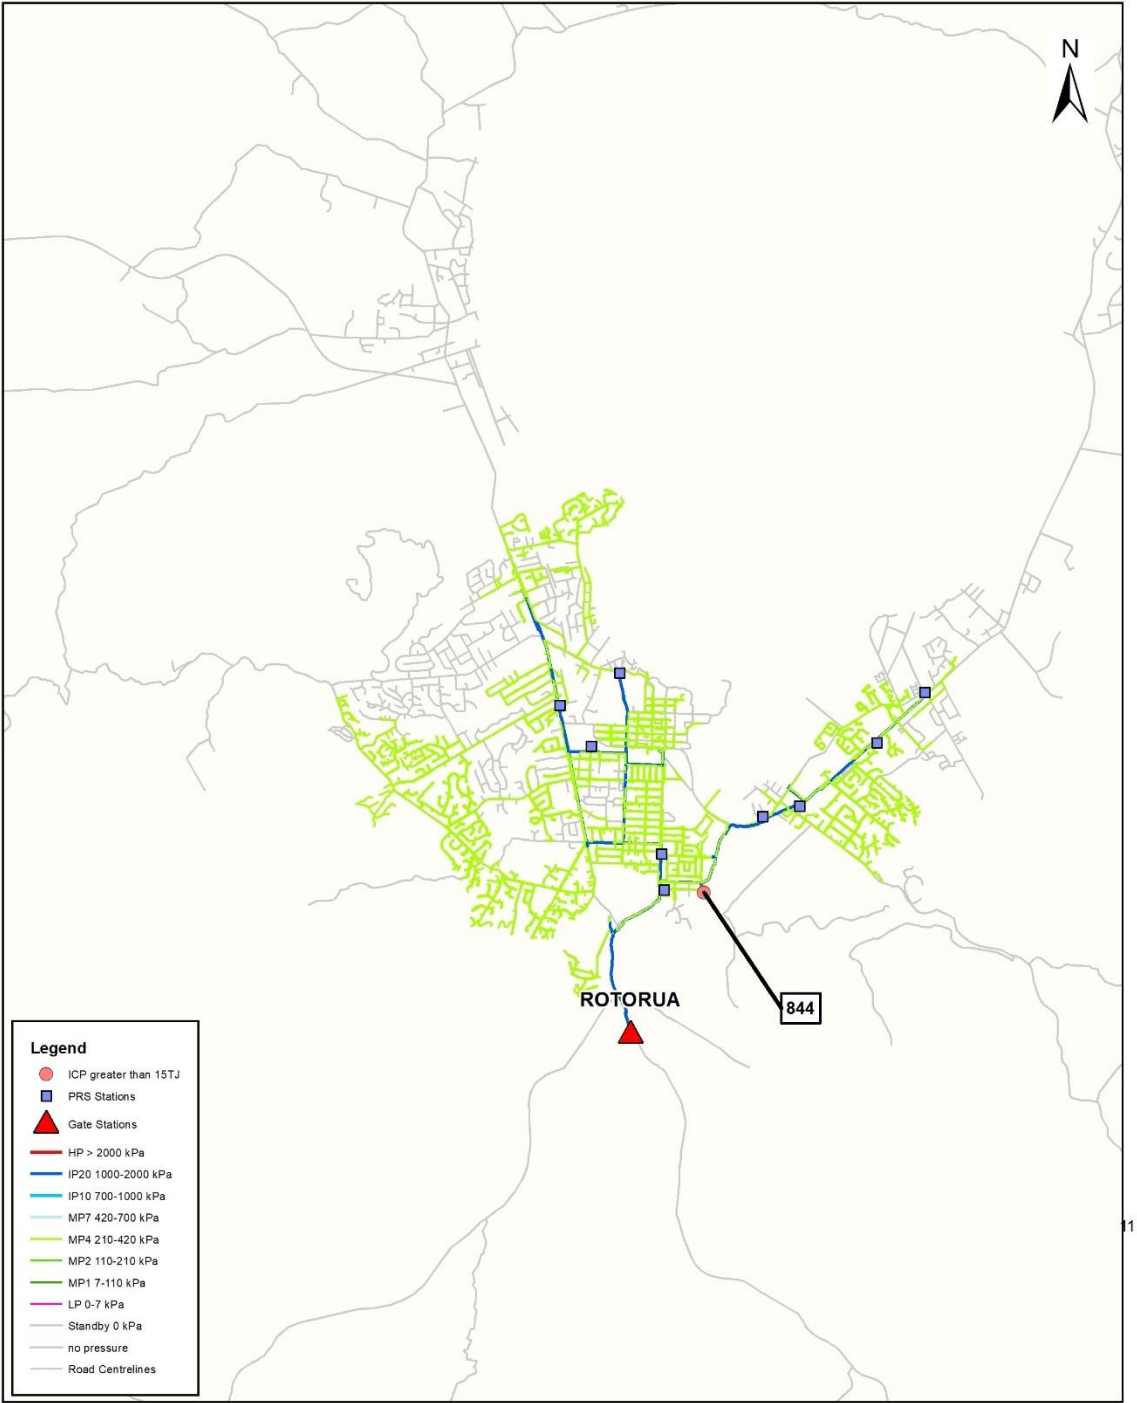 N
ROTORUA
844
Legend
ICP greater than 15TJ
PRS Stations
Gate Stations
HP > 2000 kPa
IP20 1000-2000 kPa
IP10 700-1000 kPa
MP7 420-700 kPa
MP4 210-420 kPa
MP2 110-210 kPa
MP1 7-110 kPa
LP 0-7 kPa
Standby 0 kPa
no pressure
Road Centrelines
11